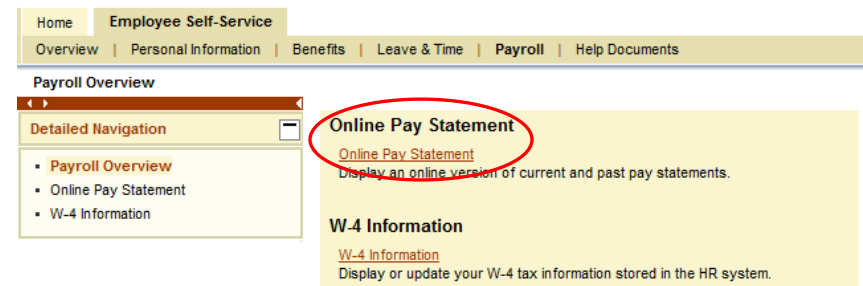 Home Employee Self-Service
Overview | Personal Information | Benefits | Leave & Time | Payroll | Help Documents
Payroll Overview
Detailed Navigation
Payroll Overview
Online Pay Statement
W-4 Information
Online Pay Statement
Online Pay Statement
Display an online version of current and past pay statements.
W-4 Information
W-4 Information
Display or update your W-4 tax information stored in the HR system.